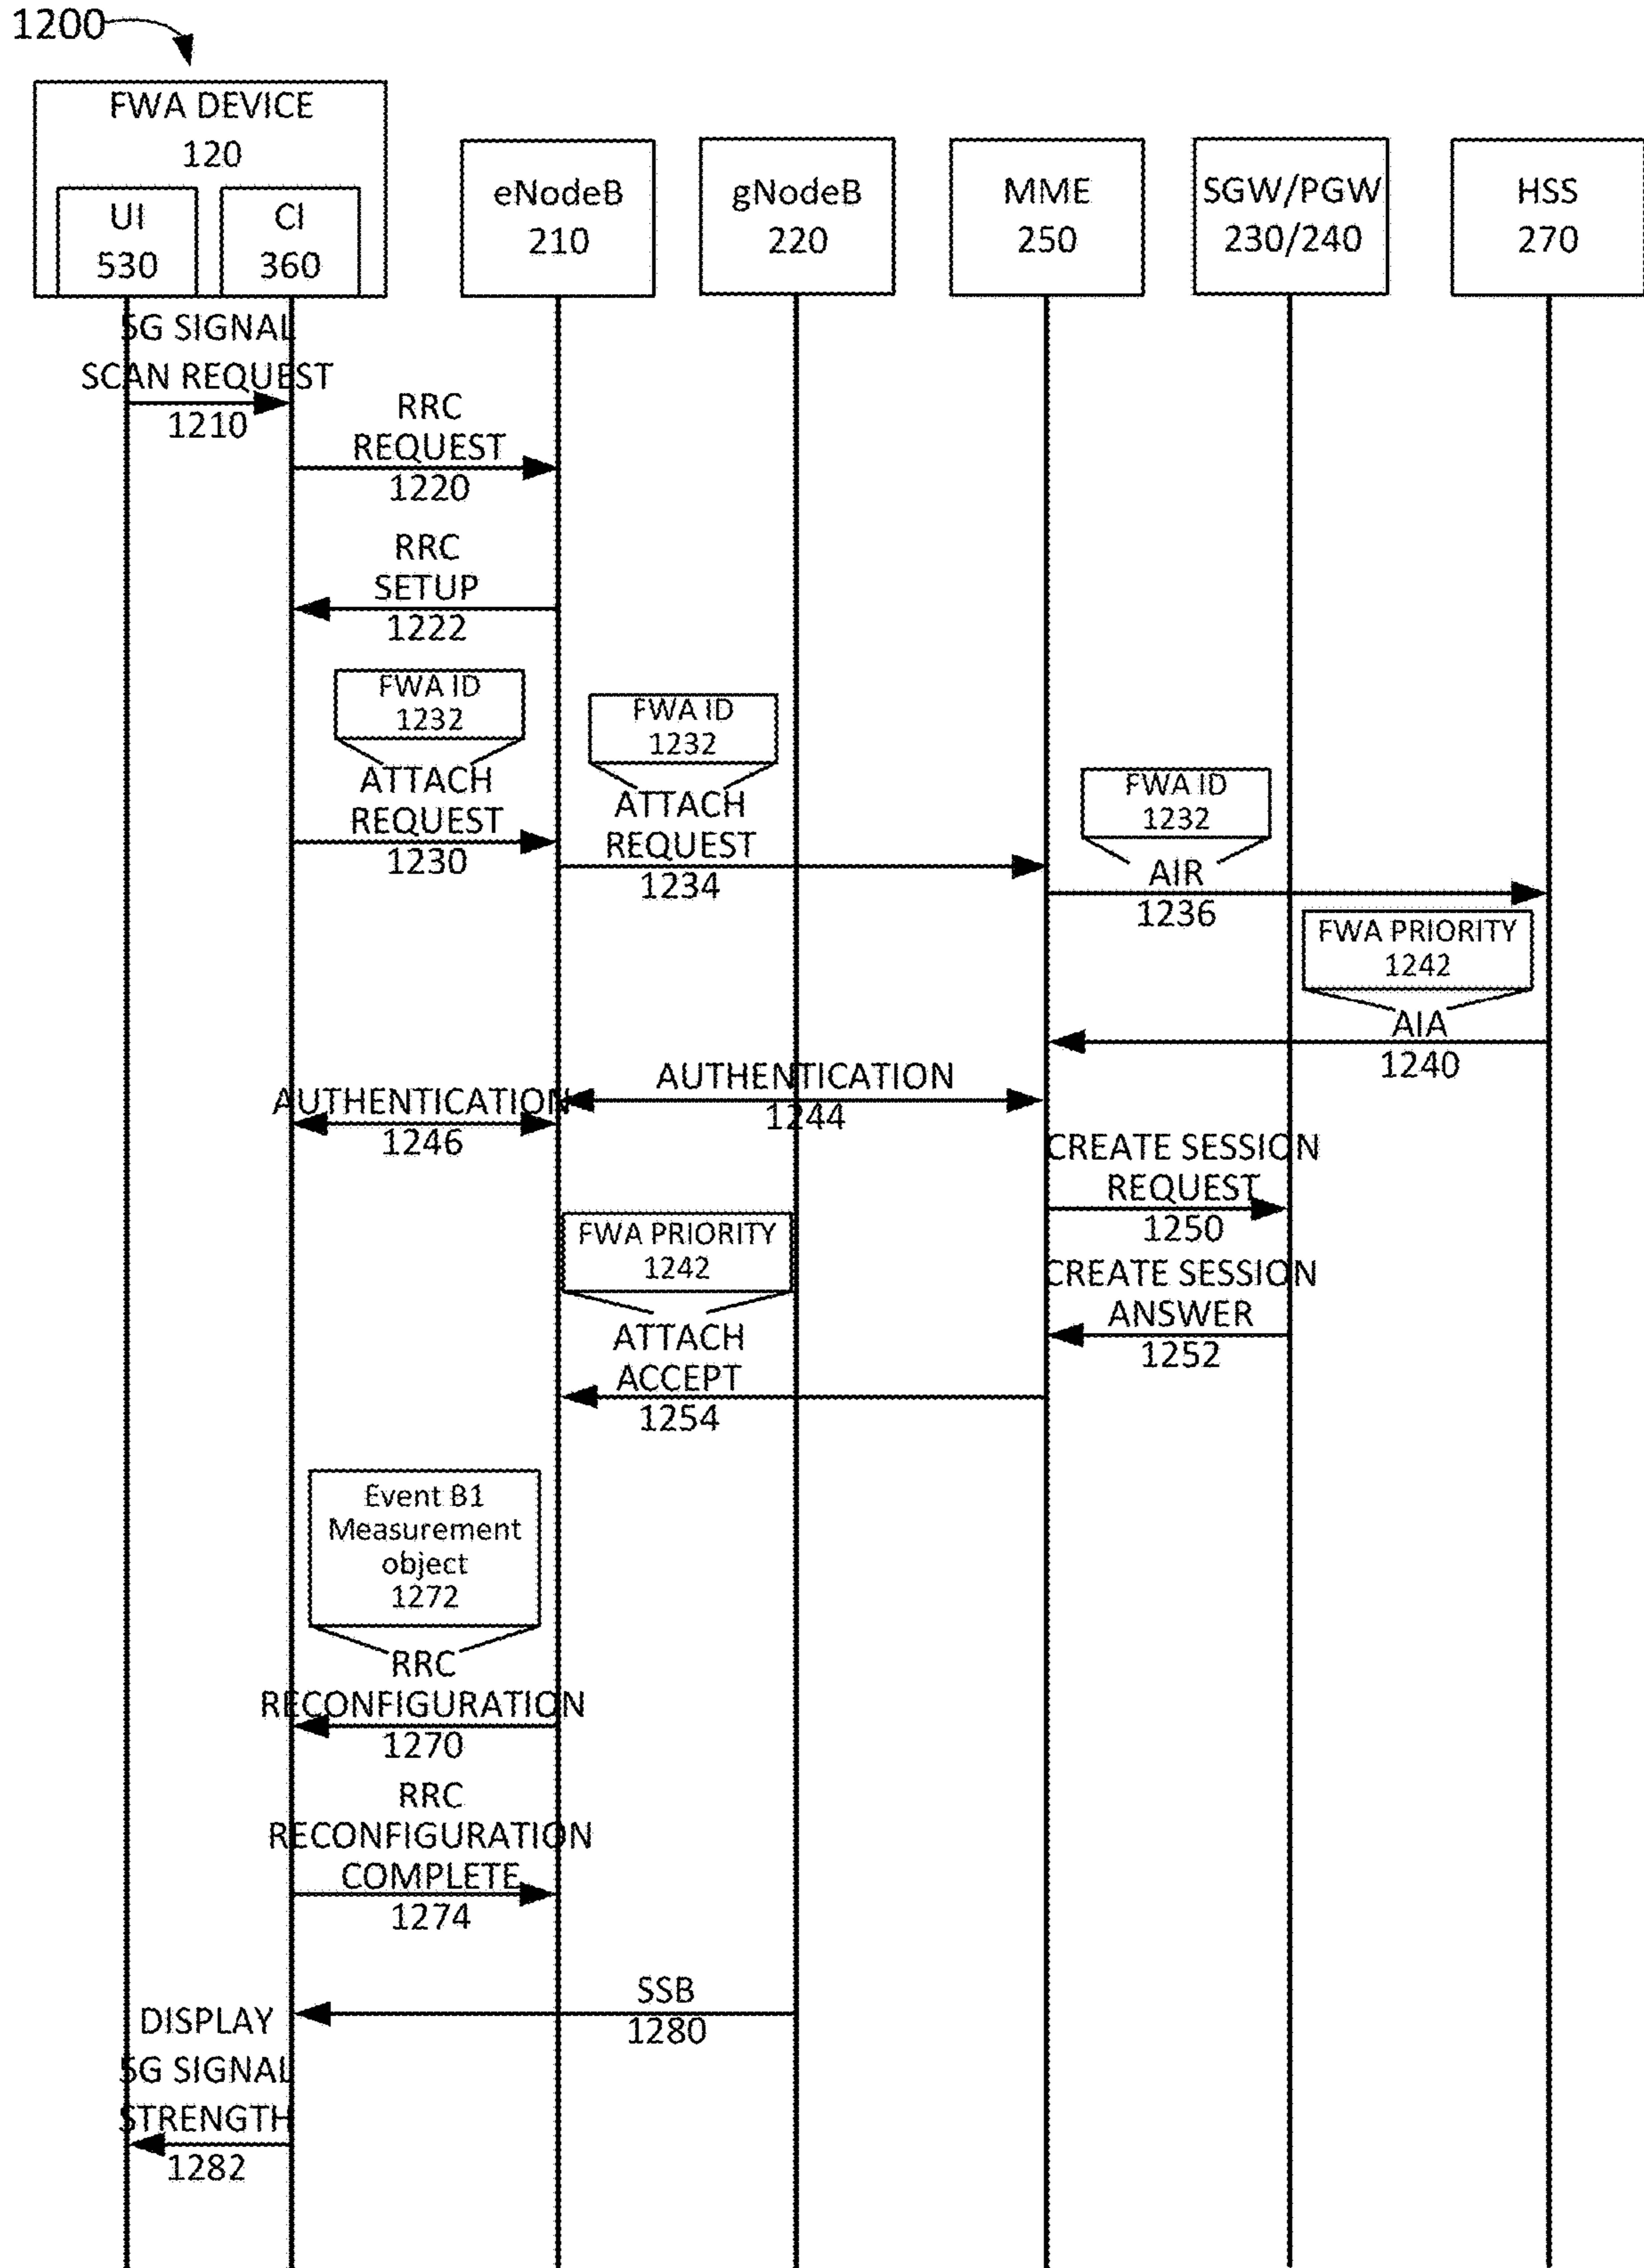 1200
FWA DEVICE
120
UI
530
CI
360
eNodeB
210
gNodeB
220
MME
250
SGW/PGW
230/240
HSS
270
5G SIGNAL
SCAN REQUEST
1210
RRC
REQUEST
1220
RRC
SETUP
1222
FWA ID
1232
ATTACH
REQUEST
1230
FWA ID
1232
ATTACH
REQUEST
1234
FWA ID
1232
AIR
1236
FWA PRIORITY
1242
AIA
1240
AUTHENTICATION
1244
AUTHENTICATION
1246
CREATE SESSION
REQUEST
1250
CREATE SESSION
ANSWER
1252
FWA PRIORITY
1242
ATTACH
ACCEPT
1254
Event B1
Measurement
object
1272
RRC
RECONFIGURATION
1270
RRC
RECONFIGURATION
COMPLETE
1274
SSB
1280
DISPLAY
5G SIGNAL
STRENGTH
1282